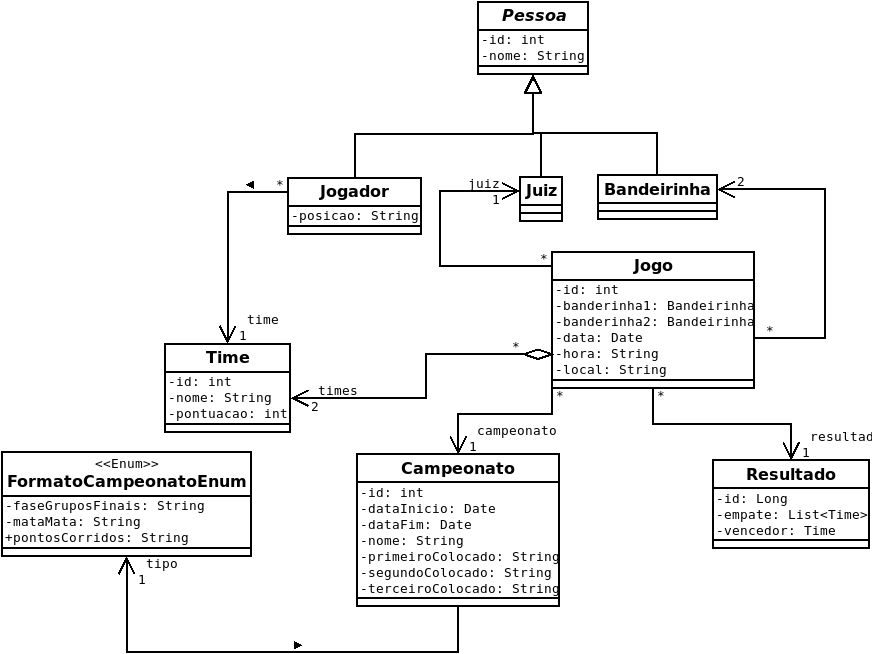 Pessoa
-id: int
-nome: String
*
Jogador
-posicao: String
juiz
1
Juiz
Bandeirinha
2
*
Jogo
-id: int
-banderinha1: Bandeirinha
-banderinha2: Bandeirinha
-data: Date
-hora: String
-local: String
*
time
1
Time
-id: int
-nome: String
-pontuacao: int
*
times
2
*
campeonato
1
*
resultad
1
<<Enum>>
FormatoCampeonatoEnum
-faseGruposFinais: String
-mataMata: String
+pontosCorridos: String
tipo
1
Campeonato
-id: int
-dataInicio: Date
-dataFim: Date
-nome: String
-primeiroColocado: String
-segundoColocado: String
-terceiroColocado: String
Resultado
-id: Long
-empate: List<Time>
-vencedor: Time